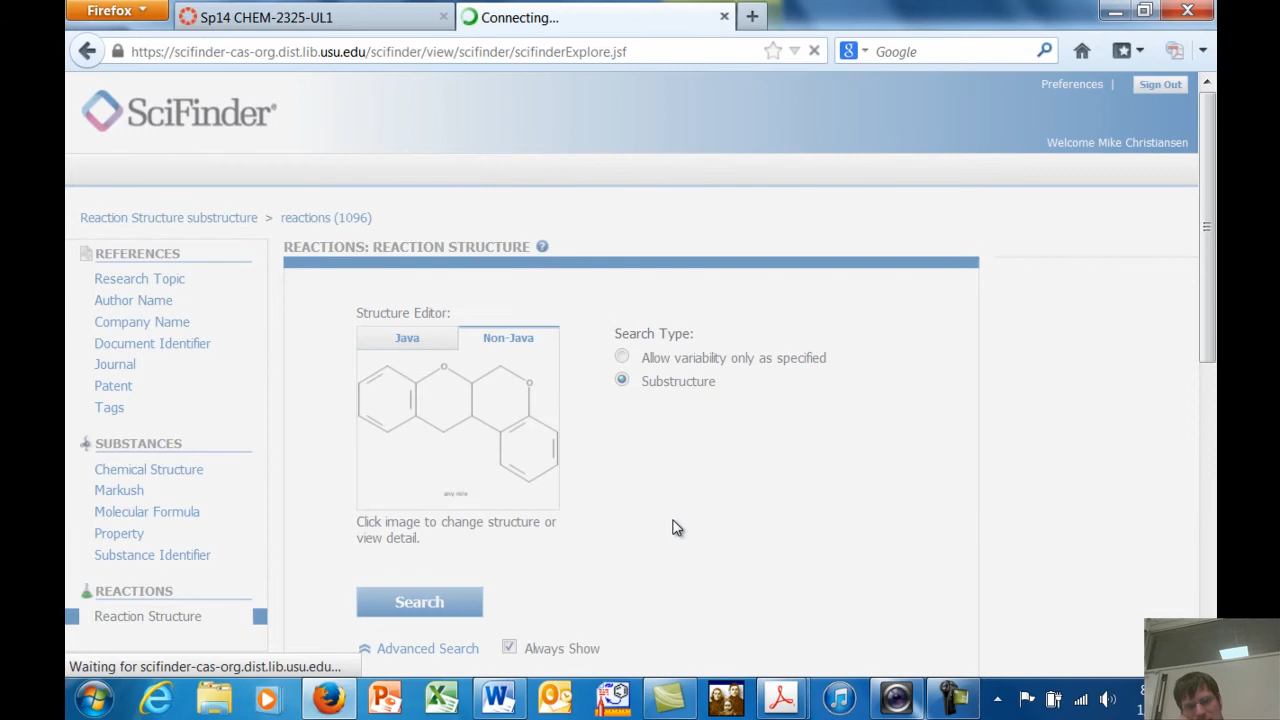 Firefox
Sp14 CHEM-2325-UL1
Connecting...
https://scifinder-cas-org.dist.lib.usu.edu/scifinder/view/scifinder/scifinderExplore.jsf
Google
Preferences |
Sign Out
SciFinder®
Welcome Mike Christiansen
Reaction Structure substructure > reactions (1096)
REFERENCES
Research Topic
Author Name
Company Name
Document Identifier
Journal
Patent
Tags
SUBSTANCES
Chemical Structure
Markush
Molecular Formula
Property
Substance Identifier
REACTIONS
Reaction Structure
REACTIONS: REACTION STRUCTURE
Structure Editor:
Java
Non-Java
O
O
Click image to change structure or
view detail.
Search Type:
Allow variability only as specified
Substructure
Search
Advanced Search
Always Show
Waiting for scifinder-cas-org.dist.lib.usu.edu...